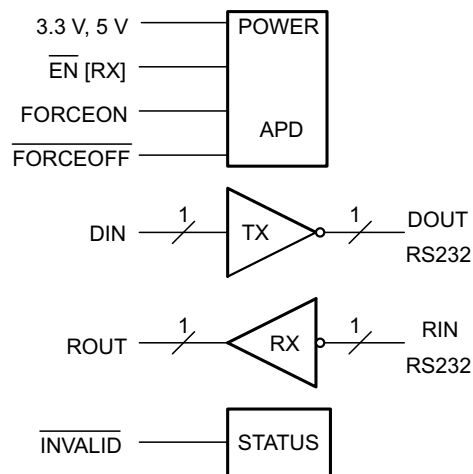 3.3 V, 5 V
POWER
EN [RX]
FORCEON
APD
FORCEOFF
DIN
1
TX
1
DOUT
RS232
ROUT
1
RX
1
RIN
RS232
INVALID
STATUS